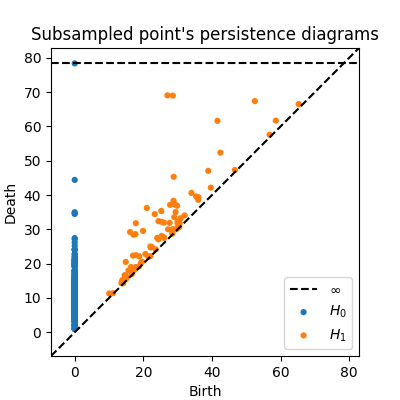 Subsampled point's persistence diagrams
80
70
60
50
40
30
20
10
0
Death
0 20 40 60 80
Birth
∞
H₀
H₁